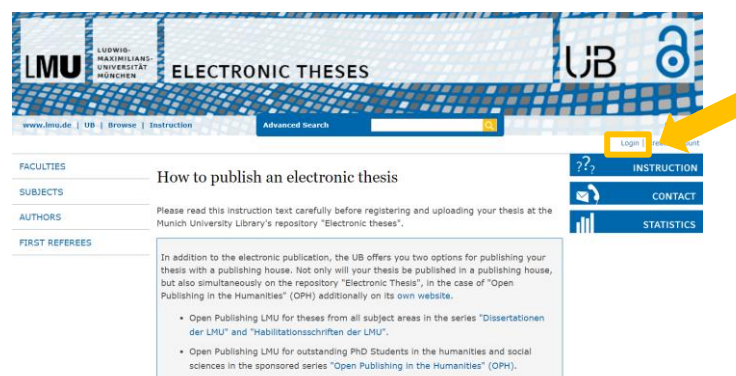 LMU
LUDWIG-
MAXIMILIANS-
UNIVERSITÄT
MÜNCHEN
ELECTRONIC THESES
UB
www.lmu.de | UB | Browse | Instruction
Advanced Search
Login |
FACULTIES
SUBJECTS
AUTHORS
FIRST REFEREES
How to publish an electronic thesis
Please read this instruction text carefully before registering and uploading your thesis at the
Munich University Library's repository "Electronic theses".
In addition to the electronic publication, the UB offers you two options for publishing your
thesis with a publishing house. Not only will your thesis be published in a publishing house,
but also simultaneously on the repository "Electronic Thesis", in the case of "Open
Publishing in the Humanities" (OPH) additionally on its own website.
• Open Publishing LMU for theses from all subject areas in the series "Dissertationen
der LMU" and "Habilitationsschriften der LMU".
• Open Publishing LMU for outstanding PhD Students in the humanities and social
sciences in the sponsored series "Open Publishing in the Humanities" (OPH).
??? INSTRUCTION
CONTACT
STATISTICS